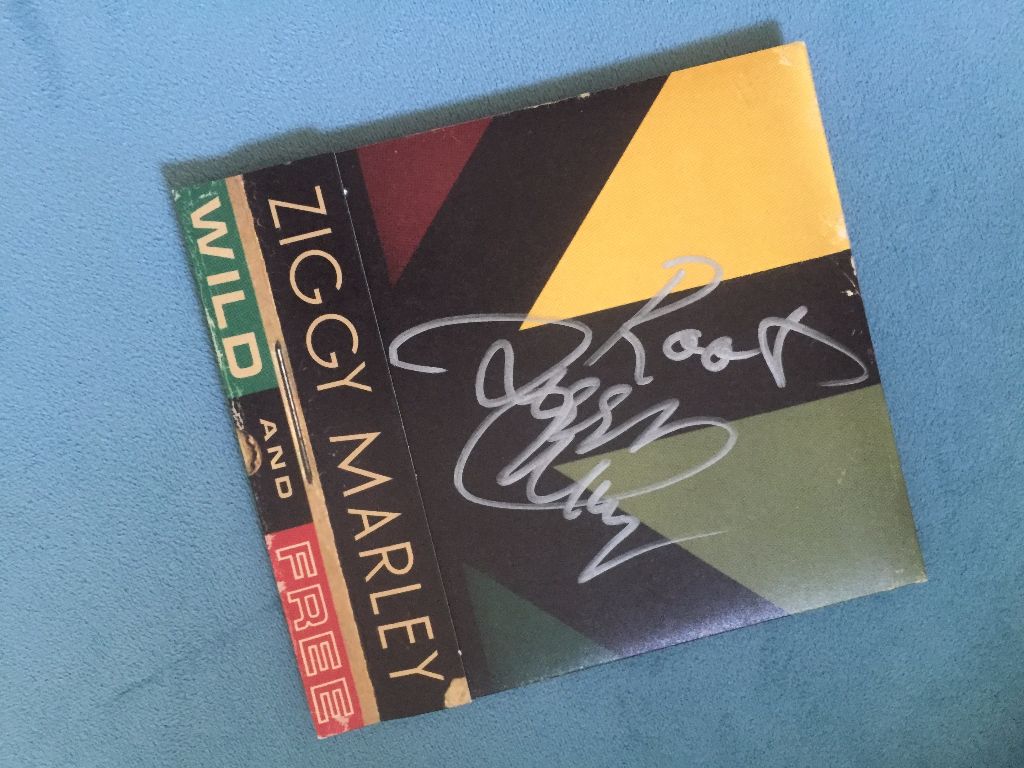 ZIGGY MARLEY
WILD AND FREE
Roots